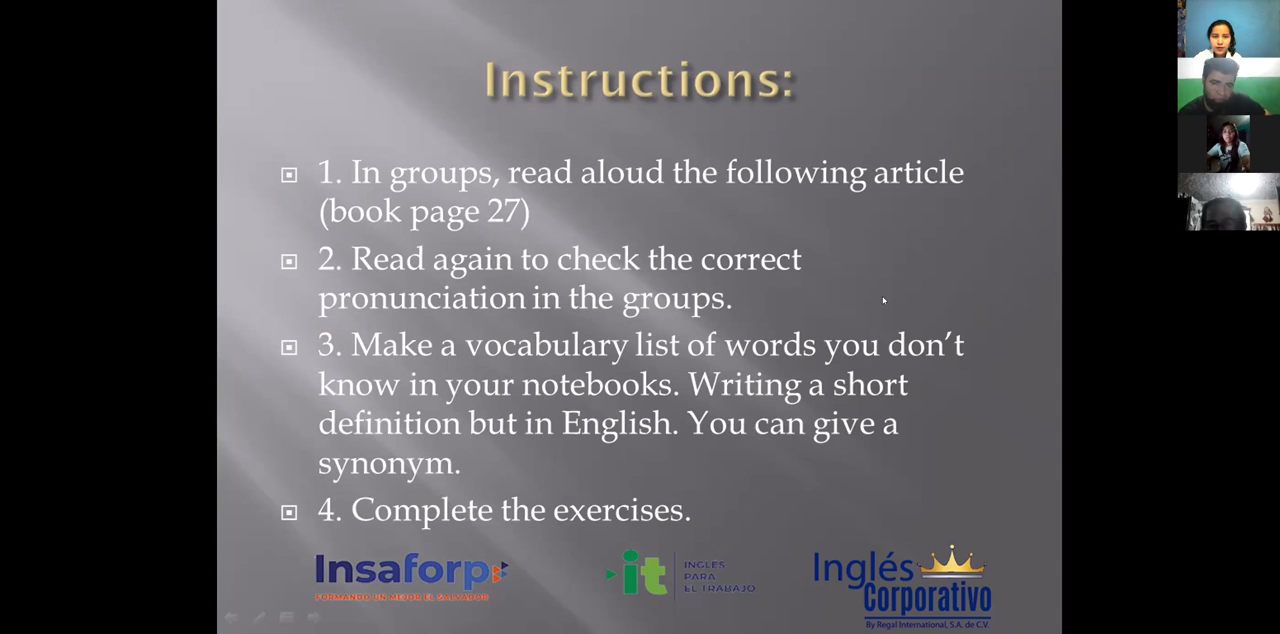 Instructions:
1. In groups, read aloud the following article
(book page 27)
2. Read again to check the correct
pronunciation in the groups.
3. Make a vocabulary list of words you don't
know in your notebooks. Writing a short
definition but in English. You can give a
synonym.
4. Complete the exercises.
Insaforp
FORMANDO UN MEJOR EL SALVADOR
it
INGLÉS
PARA
EL TRABAJO
Inglés
Corporativo
By Regal International, S.A. de C.V.